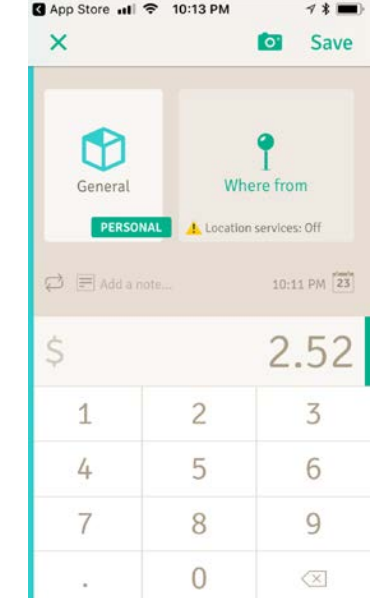 App Store 10:13 PM
× Save
General
Where from
PERSONAL
Location services: Off
Add a note...
10:11 PM 23
$ 2.52
1 2 3
4 5 6
7 8 9
. 0